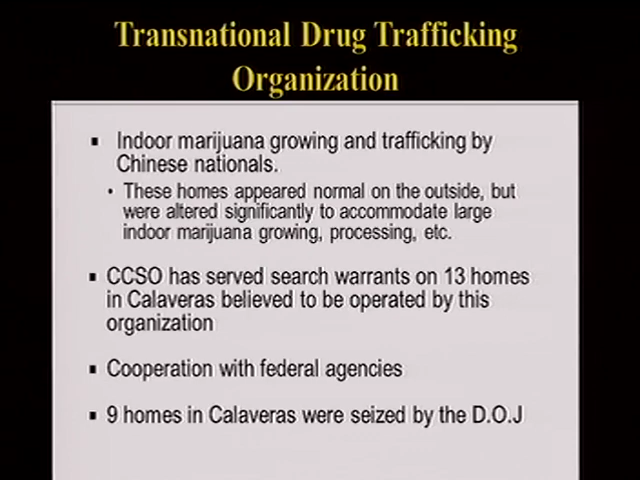 Transnational Drug Trafficking
Organization
▪ Indoor marijuana growing and trafficking by
Chinese nationals.
• These homes appeared normal on the outside, but
were altered significantly to accommodate large
indoor marijuana growing, processing, etc.
▪ CCSO has served search warrants on 13 homes
in Calaveras believed to be operated by this
organization
▪ Cooperation with federal agencies
▪ 9 homes in Calaveras were seized by the D.O.J